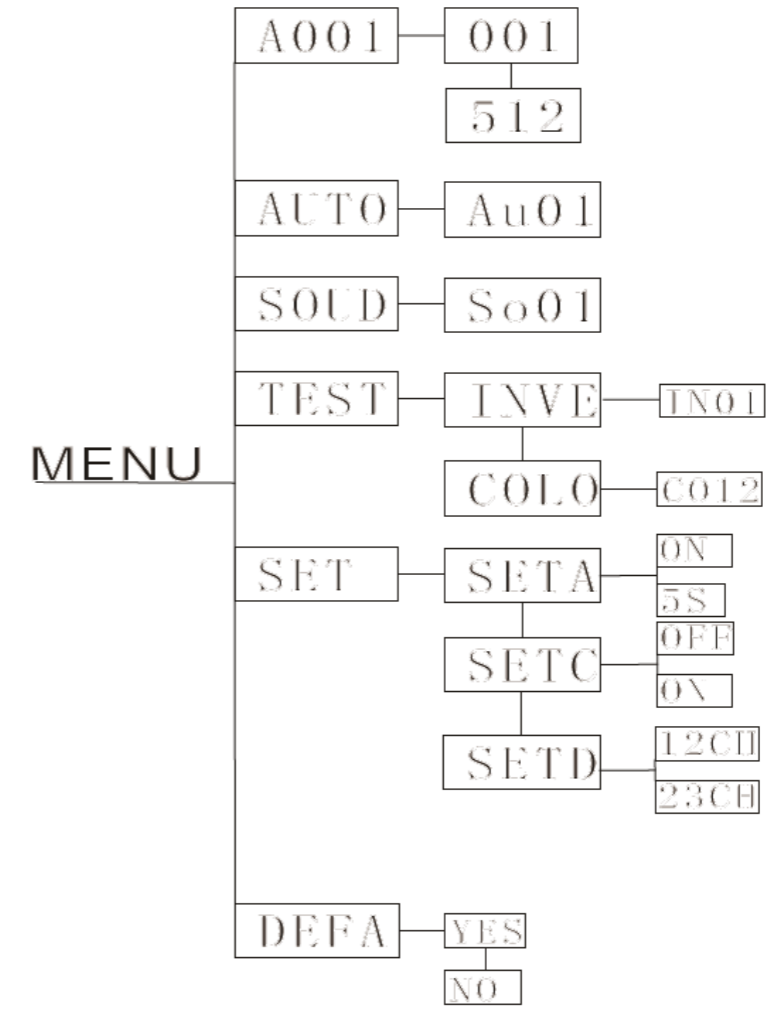 A001 001
512
AUTO Au01
SOUD So01
TEST INVE IN01
MENU
COLO CO12
SET SETA ON
5S
SETC OFF
ON
SETD 12CH
23CH
DEFA YES
NO